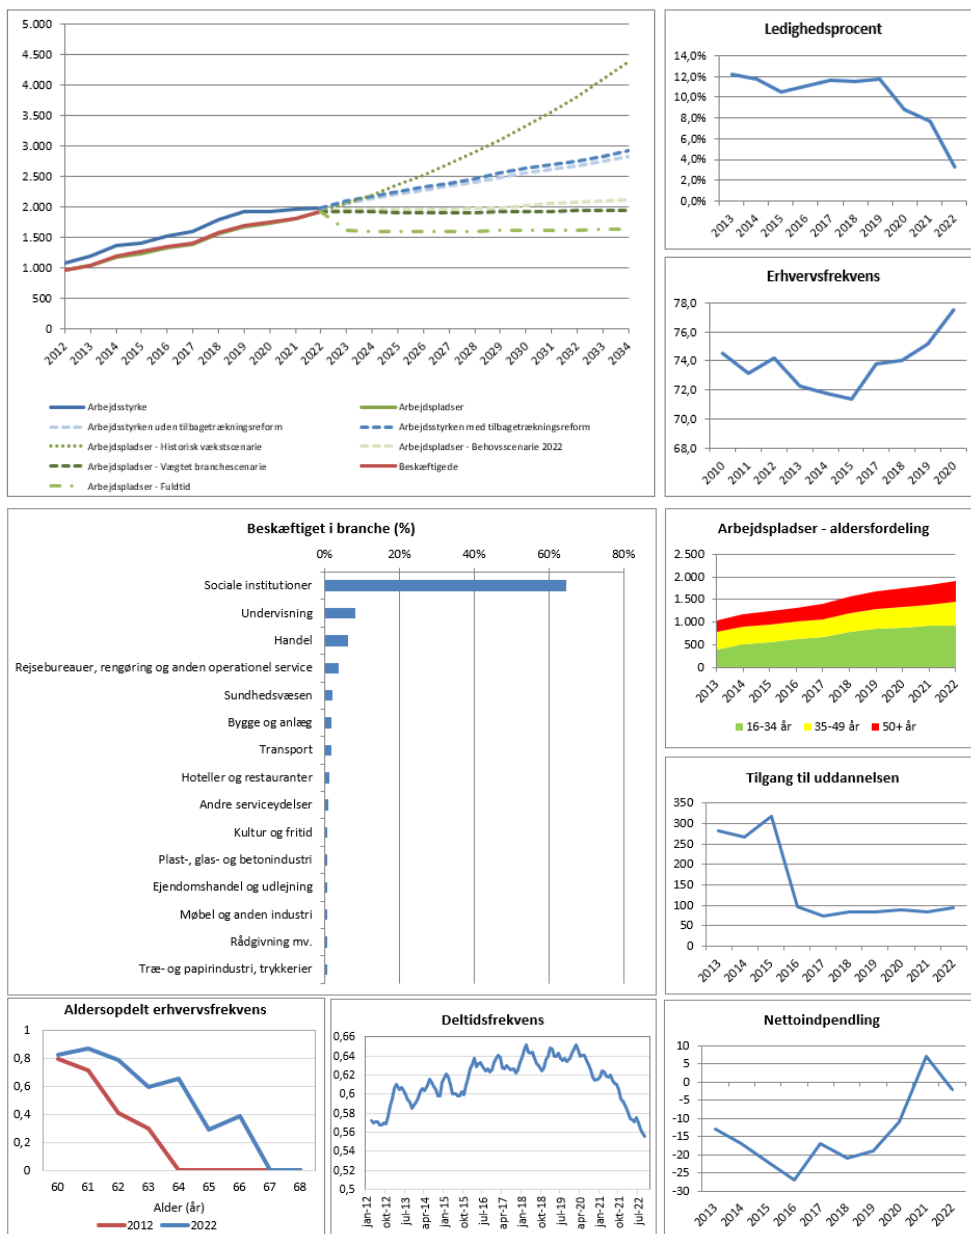 5.000
4.500
4.000
3.500
3.000
2.500
2.000
1.500
1.000
500
0
2012 2013 2014 2015 2016 2017 2018 2019 2020 2021 2022 2023 2024 2025 2026 2027 2028 2029 2030 2031 2032 2033 2034
Arbejdsstyrke Arbejdspladser
Arbejdsstyrken uden tilbagetrækningsreform Arbejdsstyrken med tilbagetrækningsreform
Arbejdspladser - Historisk vækstscenarie Arbejdspladser - Behovsscenarie 2022
Arbejdspladser - Vægtet branchescenarie Beskæftigede
Arbejdspladser - Fuldtid
Ledighedsprocent
14,0%
12,0%
10,0%
8,0%
6,0%
4,0%
2,0%
0,0%
2013 2014 2015 2016 2017 2018 2019 2020 2021 2022
Erhvervsfrekvens
78,0
76,0
74,0
72,0
70,0
68,0
2010 2011 2012 2013 2014 2015 2017 2018 2019 2020
Beskæftiget i branche (%)
0% 20% 40% 60% 80%
Sociale institutioner
Undervisning
Handel
Rejsebureauer, rengøring og anden operationel service
Sundhedsvæsen
Bygge og anlæg
Transport
Hoteller og restauranter
Andre serviceydelser
Kultur og fritid
Plast-, glas- og betonindustri
Ejendomshandel og udlejning
Møbel og anden industri
Rådgivning mv.
Træ- og papirindustri, trykkerier
Arbejdspladser - aldersfordeling
2.500
2.000
1.500
1.000
500
0
2013 2014 2015 2016 2017 2018 2019 2020 2021 2022
16-34 år 35-49 år 50+ år
Tilgang til uddannelsen
350
300
250
200
150
100
50
0
2013 2014 2015 2016 2017 2018 2019 2020 2021 2022
Aldersopdelt erhvervsfrekvens
1
0,8
0,6
0,4
0,2
0
60 61 62 63 64 65 66 67 68
Alder (år)
2012 2022
Deltidsfrekvens
0,66
0,64
0,62
0,6
0,58
0,56
0,54
0,52
0,5
jan-12 okt-12 jul-13 apr-14 jan-15 okt-15 jul-16 apr-17 jan-18 okt-18 jul-19 apr-20 jan-21 okt-21 jul-22
Nettoindpendling
10
5
0
-5
-10
-15
-20
-25
-30
2013 2014 2015 2016 2017 2018 2019 2020 2021 2022